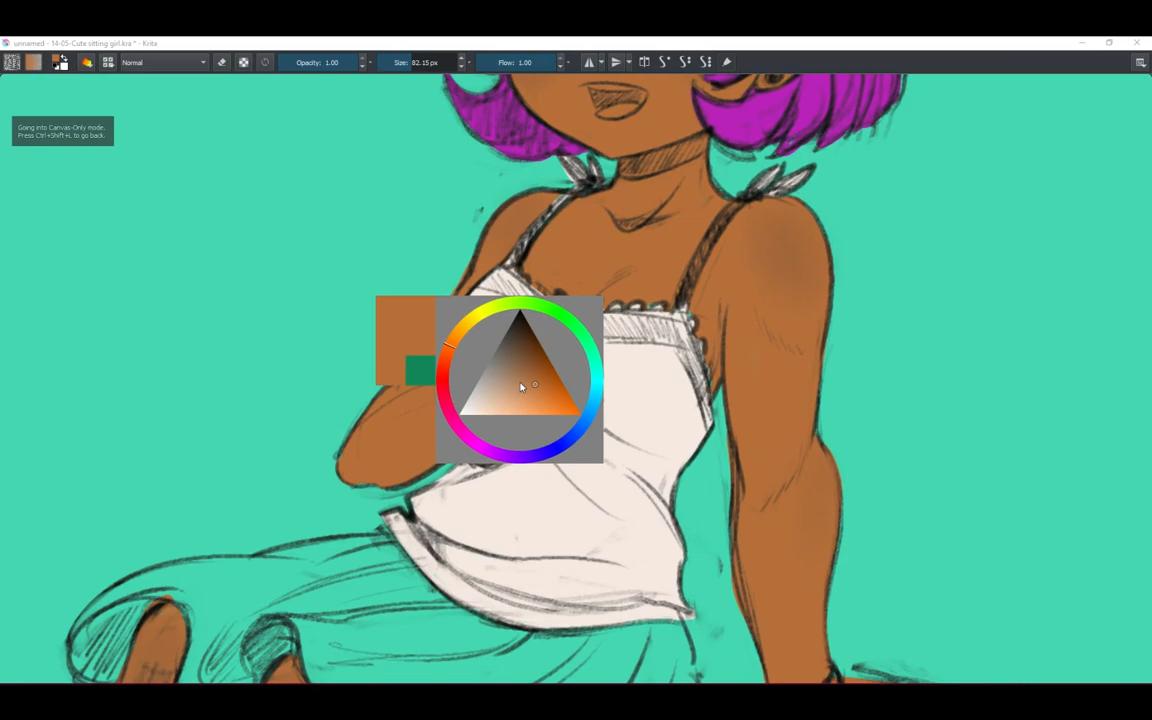 unnamed - 14-05-Cute sitting girl.kra * - Krita
Normal Opacity: 1.00 Size: 82.15 px Flow: 1.00
Going into Canvas-Only mode.
Press Ctrl+Shift+L to go back.